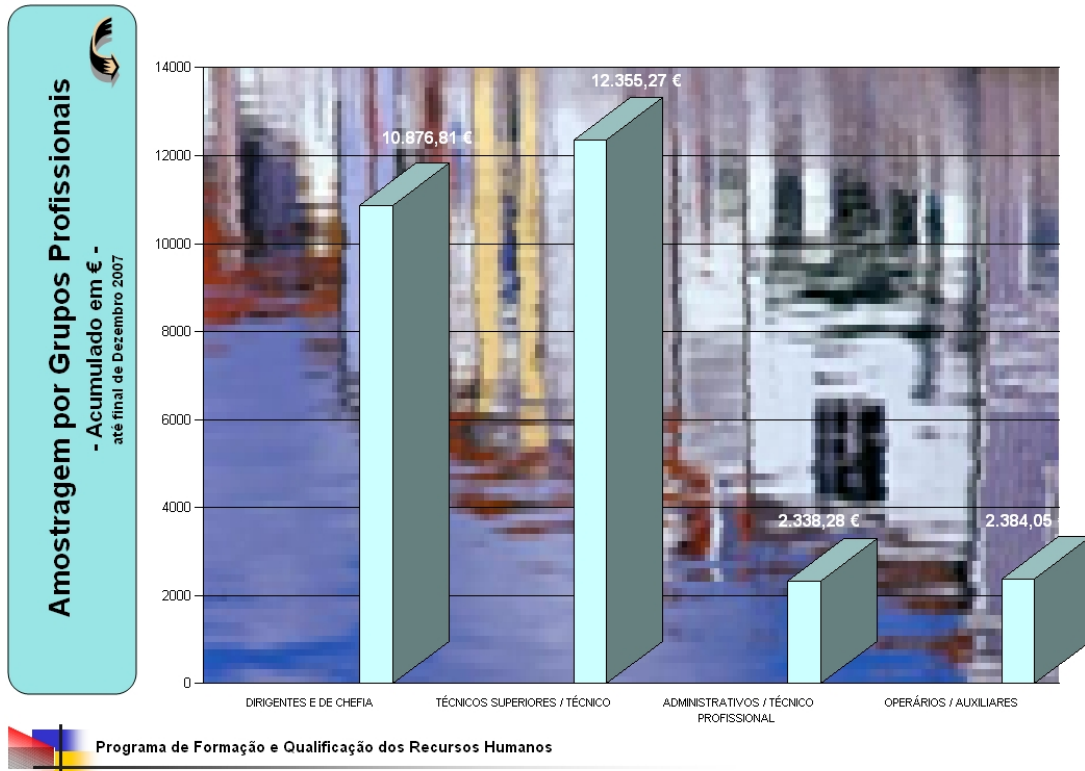 Amostragem por Grupos Profissionais
- Acumulado em € -
até final de Dezembro 2007
14000
12000
10000
8000
6000
4000
2000
0
10.876,81 €
12.355,27 €
2.338,28 €
2.384,05
DIRIGENTES E DE CHEFIA
TÉCNICOS SUPERIORES / TÉCNICO
ADMINISTRATIVOS / TÉCNICO
PROFISSIONAL
OPERÁRIOS / AUXILIARES
Programa de Formação e Qualificação dos Recursos Humanos